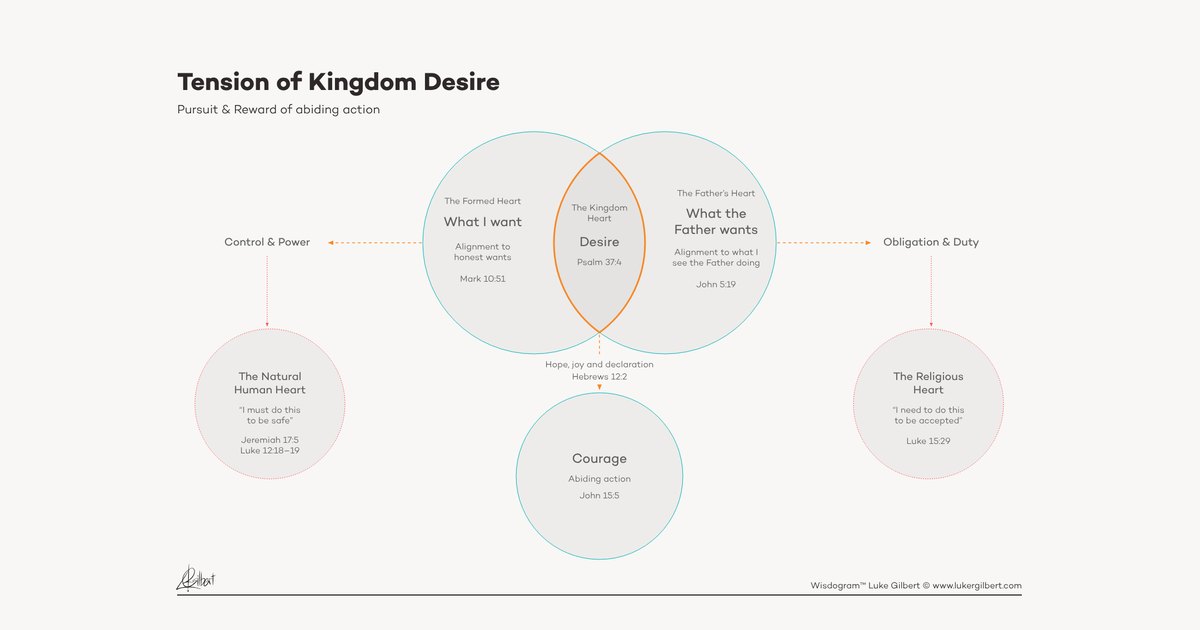 Tension of Kingdom Desire
Pursuit & Reward of abiding action
Control & Power
The Formed Heart
What I want
Alignment to
honest wants
Mark 10:51
The Kingdom
Heart
Desire
Psalm 37:4
The Father's Heart
What the
Father wants
Alignment to what I
see the Father doing
John 5:19
Obligation & Duty
The Natural
Human Heart
“I must do this
to be safe”
Jeremiah 17:5
Luke 12:18–19
Hope, joy and declaration
Hebrews 12:2
Courage
Abiding action
John 15:5
The Religious
Heart
“I need to do this
to be accepted”
Luke 15:29
Gilbert
Wisdogram™ Luke Gilbert © www.lukergilbert.com